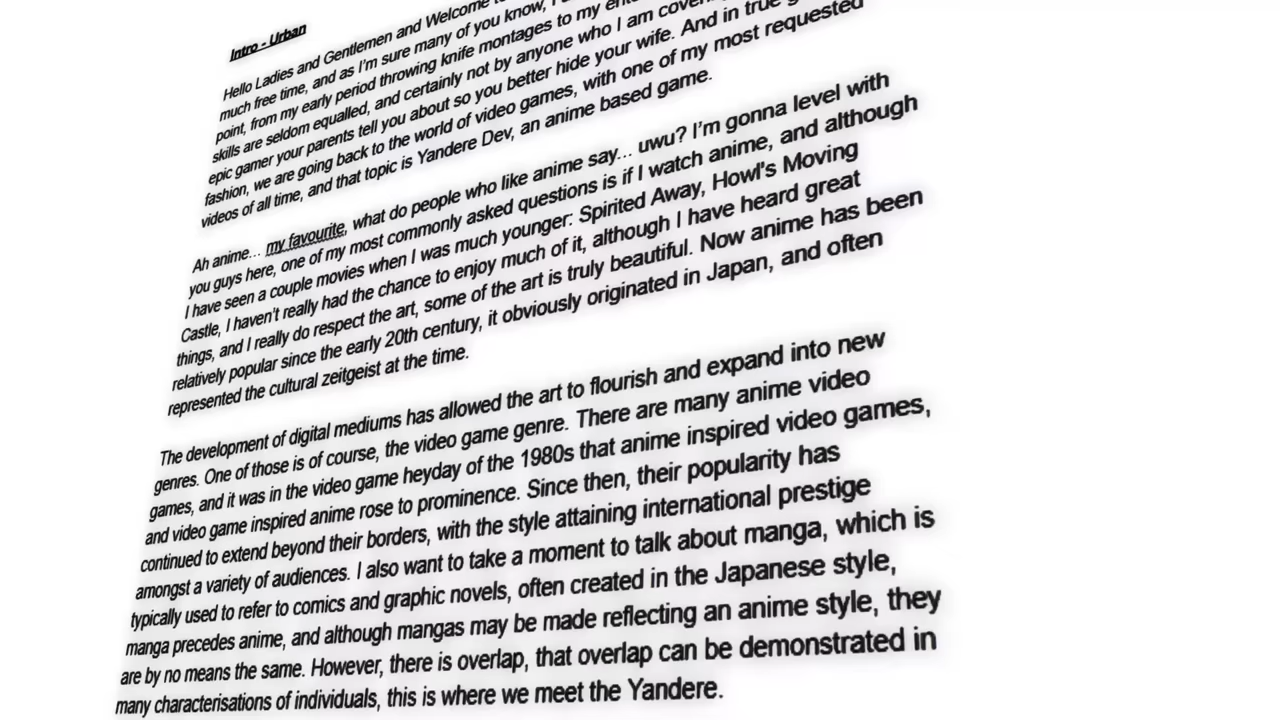 Intro - Urban
Hello Ladies and Gentlemen and Welcome
much free time, and as I'm sure many of you know,
point, from my early period throwing knife montages to my
skills are seldom equalled, and certainly not by anyone who I am
epic gamer your parents tell you about so you better hide your wife. And in true
fashion, we are going back to the world of video games, with one of my most requested
videos of all time, and that topic is Yandere Dev, an anime based game.
Ah anime... my favourite, what do people who like anime say... uwu? I'm gonna level with
you guys here, one of my most commonly asked questions is if I watch anime, and although
I have seen a couple movies when I was much younger: Spirited Away, Howl's Moving
Castle, I haven't really had the chance to enjoy much of it, although I have heard great
things, and I really do respect the art, some of the art is truly beautiful. Now anime has been
relatively popular since the early 20th century, it obviously originated in Japan, and often
represented the cultural zeitgeist at the time.
The development of digital mediums has allowed the art to flourish and expand into new
genres. One of those is of course, the video game genre. There are many anime video
games, and it was in the video game heyday of the 1980s that anime inspired video games,
and video game inspired anime rose to prominence. Since then, their popularity has
continued to extend beyond their borders, with the style attaining international prestige
amongst a variety of audiences. I also want to take a moment to talk about manga, which is
typically used to refer to comics and graphic novels, often created in the Japanese style,
manga precedes anime, and although mangas may be made reflecting an anime style, they
are by no means the same. However, there is overlap, that overlap can be demonstrated in
many characterisations of individuals, this is where we meet the Yandere.